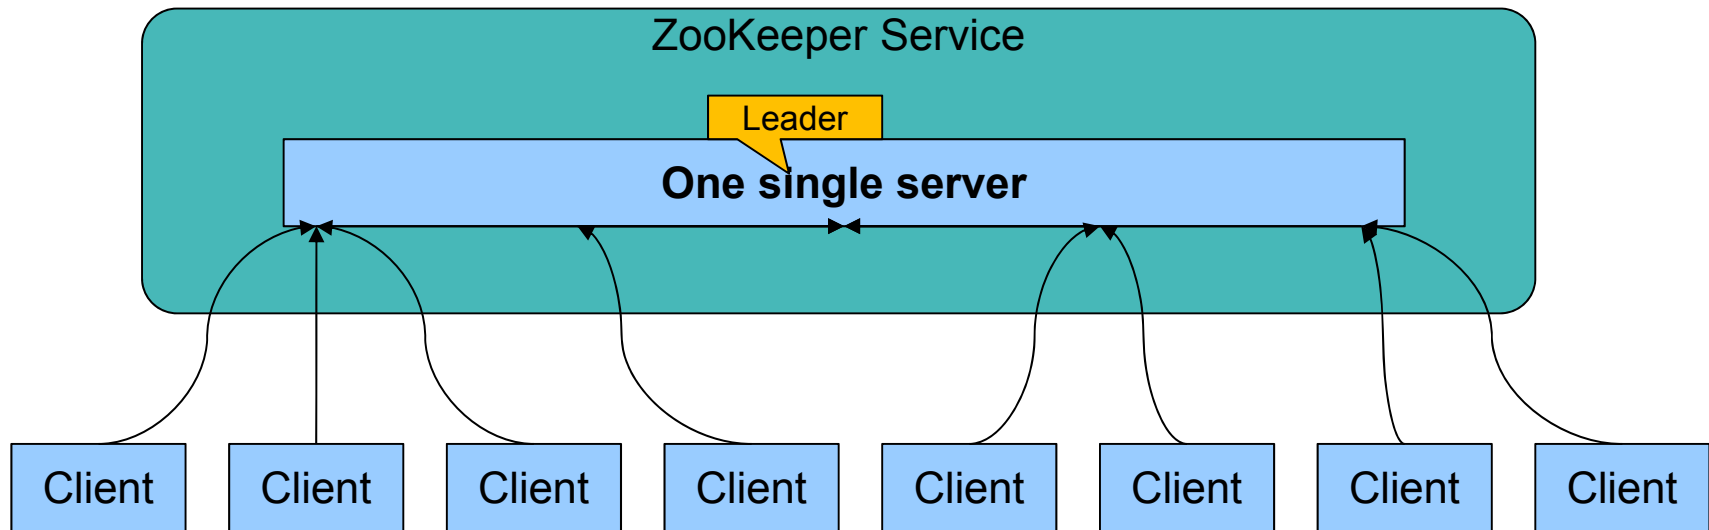 ZooKeeper Service
Leader
One single server
Client Client Client Client Client Client Client Client